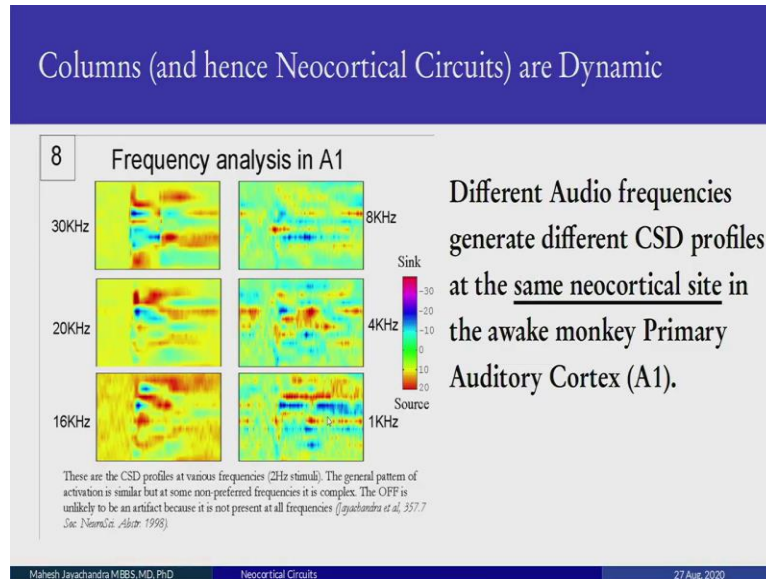 Columns (and hence Neocortical Circuits) are Dynamic
8
Frequency analysis in A1
30KHz
8KHz
Sink
-30
-20
20KHz
-10
4KHz
0
10
20
Source
16KHz
1KHz
These are the CSD profiles at various frequencies (2Hz stimuli). The general pattern of
activation is similar but at some non-preferred frequencies it is complex. The OFF is
unlikely to be an artifact because it is not present at all frequencies (Jayachandra et al, 357.7
Soc. NeuroSci. Abstr. 1998).
Different Audio frequencies
generate different CSD profiles
at the same neocortical site in
the awake monkey Primary
Auditory Cortex (A1).
Mahesh Jayachandra MBBS, MD, PhD
Neocortical Circuits
27 Aug, 2020